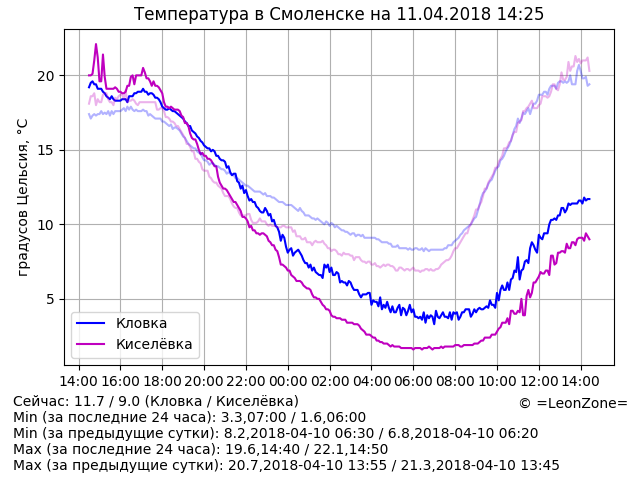 Температура в Смоленске на 11.04.2018 14:25
градусов Цельсия, °C
20
15
10
5
Кловка
Киселёвка
14:00 16:00 18:00 20:00 22:00 00:00 02:00 04:00 06:00 08:00 10:00 12:00 14:00
Сейчас: 11.7 / 9.0 (Кловка / Киселёвка)
© =LeonZone=
Min (за последние 24 часа): 3.3,07:00 / 1.6,06:00
Min (за предыдущие сутки): 8.2,2018-04-10 06:30 / 6.8,2018-04-10 06:20
Max (за последние 24 часа): 19.6,14:40 / 22.1,14:50
Max (за предыдущие сутки): 20.7,2018-04-10 13:55 / 21.3,2018-04-10 13:45